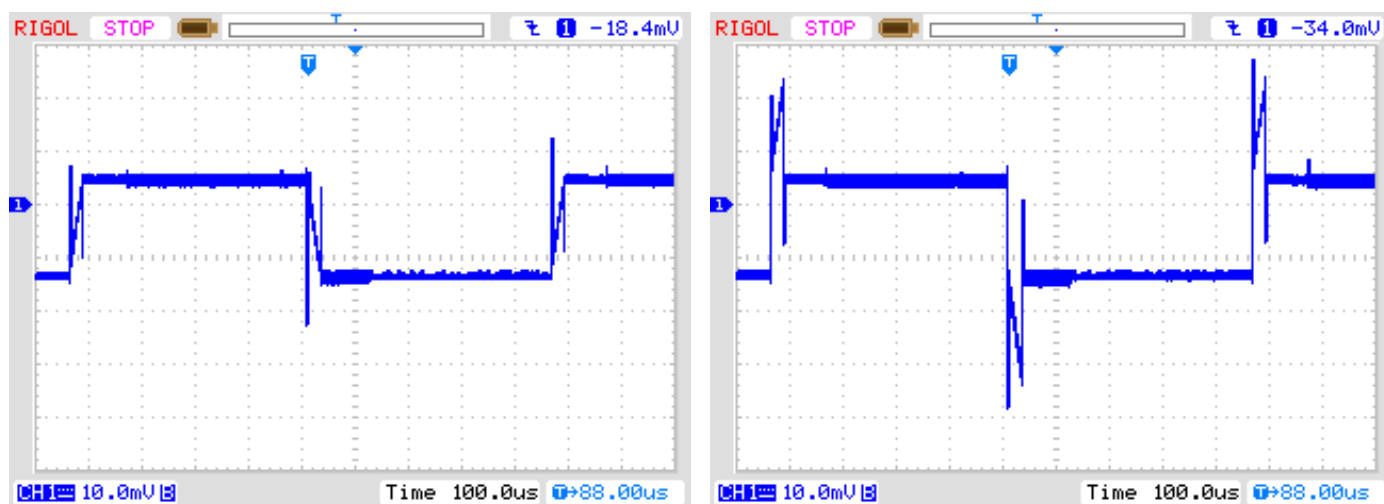 RIGOL STOP T 1 -18.4mV
T
1
CH1 10.0mV B Time 100.0us T→88.00us
RIGOL STOP T 1 -34.0mV
T
1
CH1 10.0mV B Time 100.0us T→88.00us